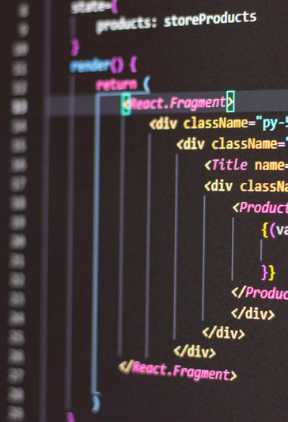 state={
products: storeProducts
}
render() {
return (
<React.Fragment>
<div className="py-5
<div className="
<Title name=
<div classNa
<Product
{(va
}}
</Produc
</div>
</div>
</div>
</React.Fragment>
)
}